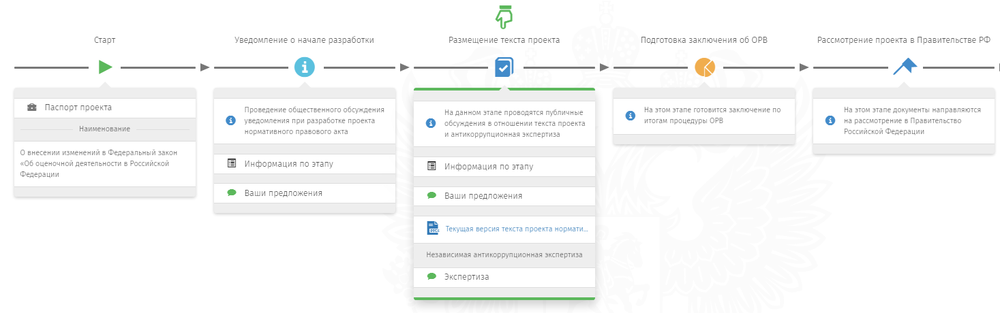 Старт
Паспорт проекта
Наименование
О внесении изменений в Федеральный закон
«Об оценочной деятельности в Российской
Федерации
Уведомление о начале разработки
Проведение общественного обсуждения
уведомления при разработке проекта
нормативного правового акта
Информация по этапу
Ваши предложения
Размещение текста проекта
На данном этапе проводятся публичные
обсуждения в отношении текста проекта
и антикоррупционная экспертиза
Информация по этапу
Ваши предложения
DOCX
Текущая версия текста проекта нормати...
Независимая антикоррупционная экспертиза
Экспертиза
Подготовка заключения об ОРВ
На этом этапе готовится заключение по
итогам процедуры ОРВ
Рассмотрение проекта в Правительстве РФ
На этом этапе документы направляются
на рассмотрение в Правительство
Российской Федерации